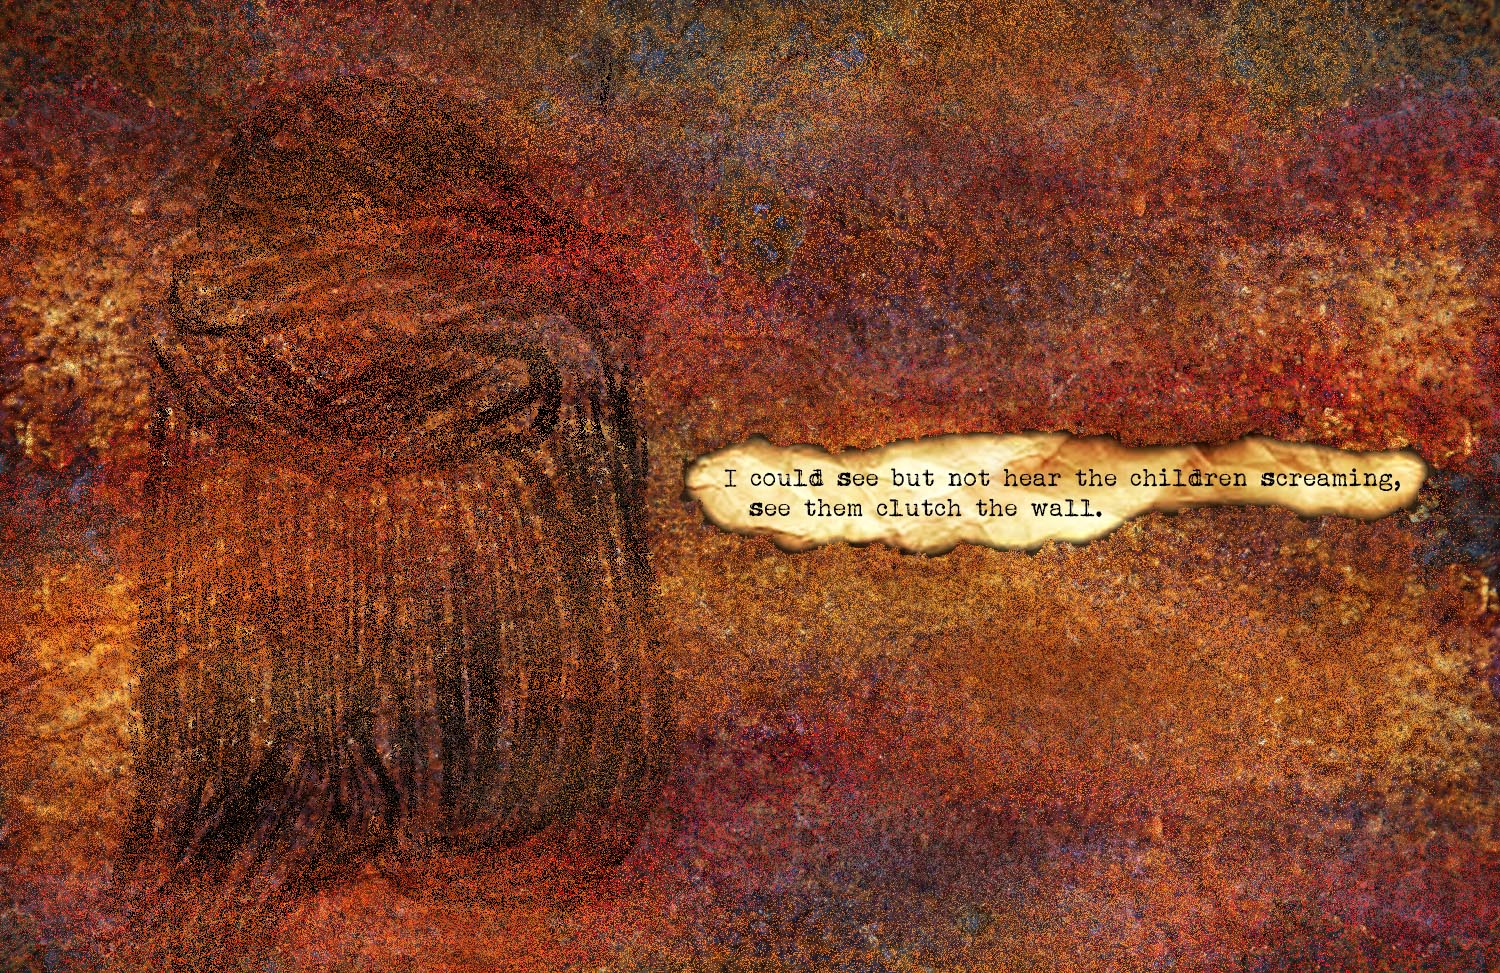 I could see but not hear the children screaming,
see them clutch the wall.